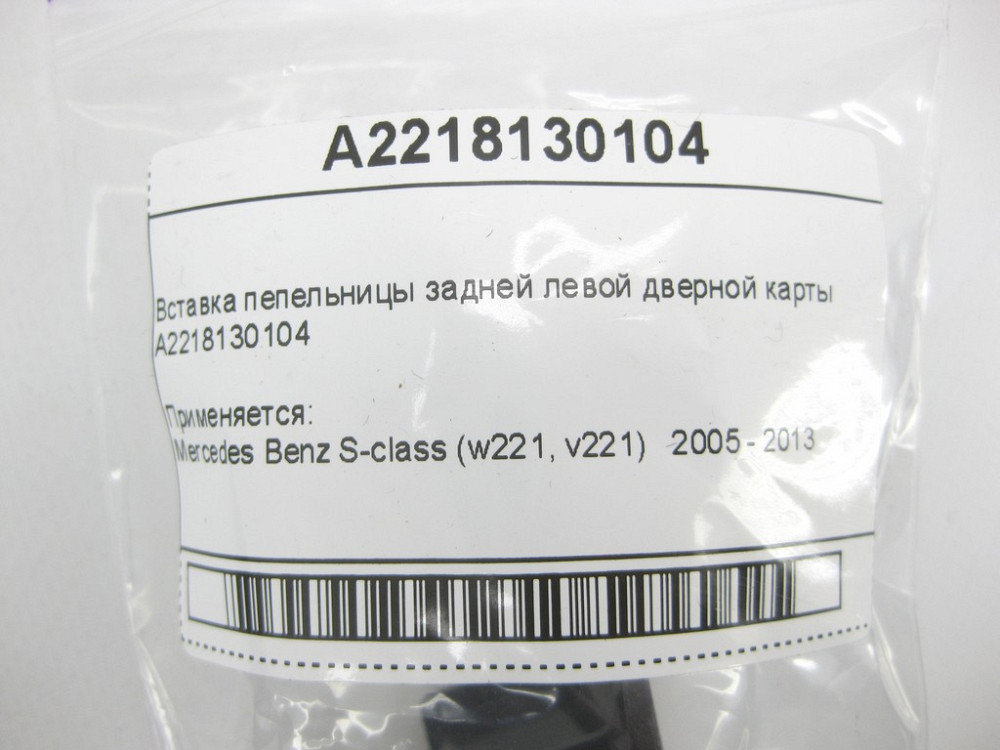 A2218130104
Вставка пепельницы задней левой дверной карты
A2218130104
Применяется:
Mercedes Benz S-class (w221, v221) 2005 - 2013